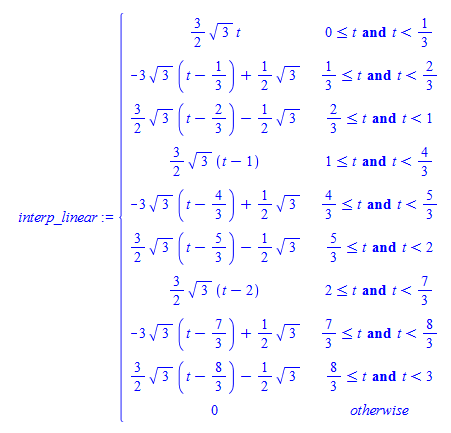 3/2 √3 t    0 ≤ t and t < 1/3
-3 √3 (t - 1/3) + 1/2 √3    1/3 ≤ t and t < 2/3
3/2 √3 (t - 2/3) - 1/2 √3    2/3 ≤ t and t < 1
3/2 √3 (t - 1)    1 ≤ t and t < 4/3
interp_linear := -3 √3 (t - 4/3) + 1/2 √3    4/3 ≤ t and t < 5/3
3/2 √3 (t - 5/3) - 1/2 √3    5/3 ≤ t and t < 2
3/2 √3 (t - 2)    2 ≤ t and t < 7/3
-3 √3 (t - 7/3) + 1/2 √3    7/3 ≤ t and t < 8/3
3/2 √3 (t - 8/3) - 1/2 √3    8/3 ≤ t and t < 3
0    otherwise